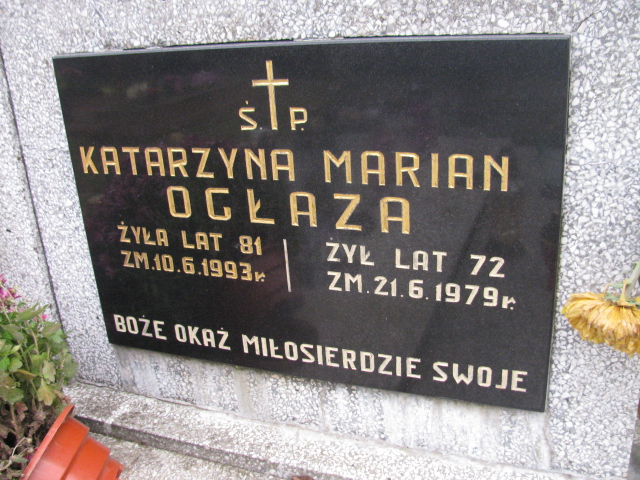 Ś P.
KATARZYNA MARIAN
OGŁAZA
ŻYŁA LAT 81
ZM.10.6.1993r.
ŻYŁ LAT 72
ZM.21.6.1979r.
BOŻE OKAŻ MIŁOSIERDZIE SWOJE